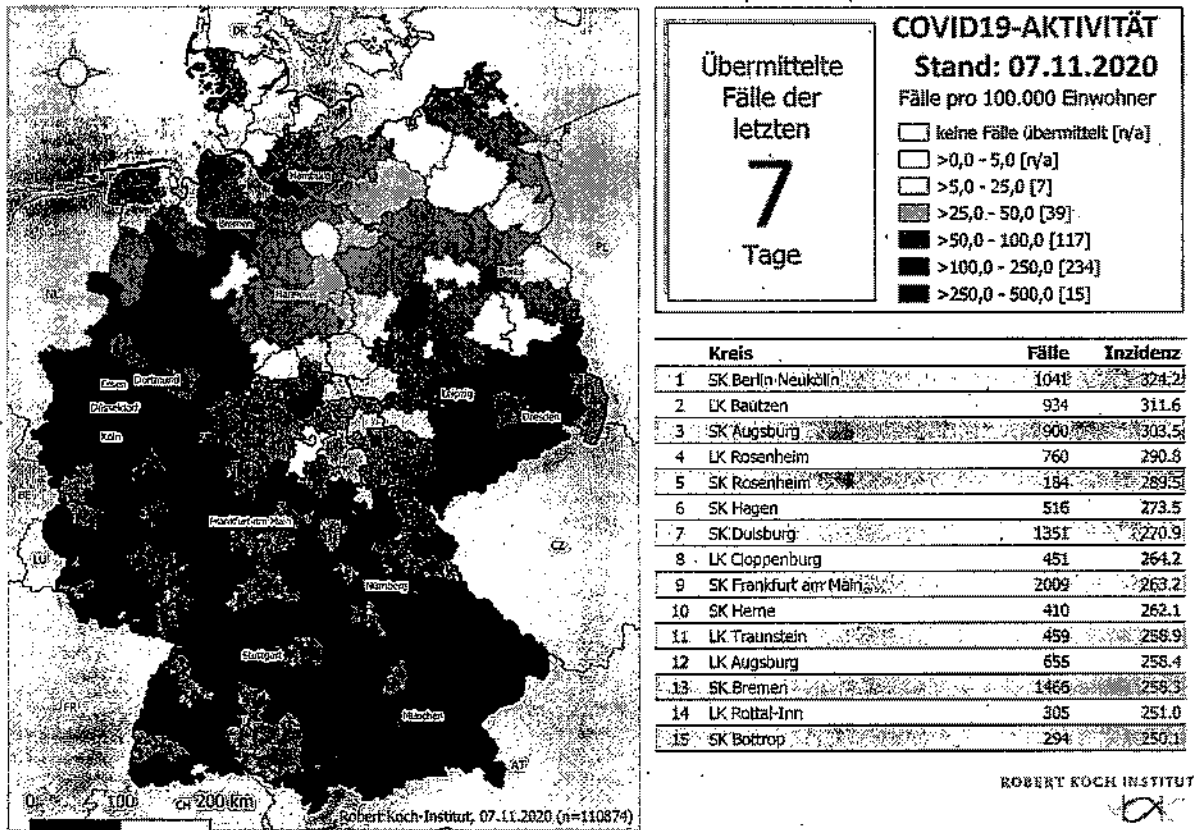 DK
Hamburg
Bremen
PL
Berlin
NL
Hannover
Essen Dortmund
Düsseldorf
Leipzig
Dresden
Köln
BE
Frankfurt am Main
LU
CZ
Nürnberg
Stuttgart
FR
München
AT
CH
0 100 200 km
Robert Koch-Institut, 07.11.2020 (n=110874)
Übermittelte
Fälle der
letzten
7
Tage
COVID19-AKTIVITÄT
Stand: 07.11.2020
Fälle pro 100.000 Einwohner
keine Fälle übermittelt [n/a]
>0,0 - 5,0 [n/a]
>5,0 - 25,0 [7]
>25,0 - 50,0 [39]
>50,0 - 100,0 [117]
>100,0 - 250,0 [234]
>250,0 - 500,0 [15]
Kreis Fälle Inzidenz
1 SK Berlin Neukölln 1041 324.2
2 LK Bautzen 934 311.6
3 SK Augsburg 900 303.5
4 LK Rosenheim 760 290.8
5 SK Rosenheim 184 289.5
6 SK Hagen 516 273.5
7 SK Duisburg 1351 270.9
8 LK Cloppenburg 451 264.2
9 SK Frankfurt am Main 2009 263.2
10 SK Herne 410 262.1
11 LK Traunstein 459 258.9
12 LK Augsburg 655 258.4
13 SK Bremen 1466 258.3
14 LK Rottal-Inn 305 251.0
15 SK Bottrop 294 250.1
ROBERT KOCH INSTITUT